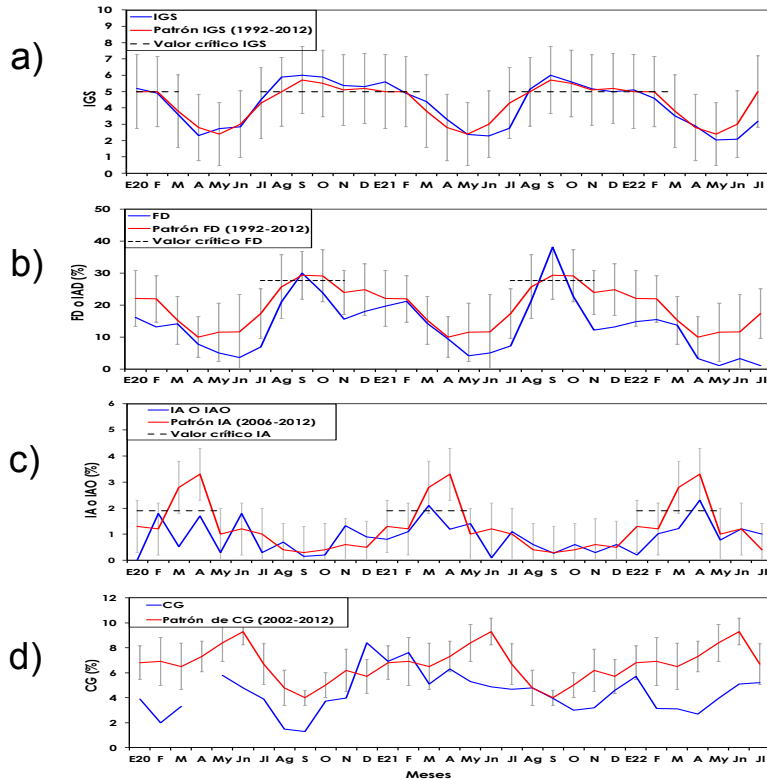 a)
IGS
Patrón IGS (1992-2012)
Valor crítico IGS
IGS
10
9
8
7
6
5
4
3
2
1
0
E20 F M A My Jn Jl Ag S O N D E21 F M A My Jn Jl Ag S O N D E22 F M A My Jn Jl
b)
FD
Patrón FD (1992-2012)
Valor crítico FD
FD o IAD (%)
50
40
30
20
10
0
E20 F M A My Jn Jl Ag S O N D E21 F M A My Jn Jl Ag S O N D E22 F M A My Jn Jl
c)
IA O IAO
Patrón IA (2006-2012)
Valor crítico IA
IA o IAO (%)
6
5
4
3
2
1
0
E20 F M A My Jn Jl Ag S O N D E21 F M A My Jn Jl Ag S O N D E22 F M A My Jn Jl
d)
CG
Patrón de CG (2002-2012)
CG (%)
12
10
8
6
4
2
0
E20 F M A My Jn Jl Ag S O N D E21 F M A My Jn Jl Ag S O N D E22 F M A My Jn Jl
Meses